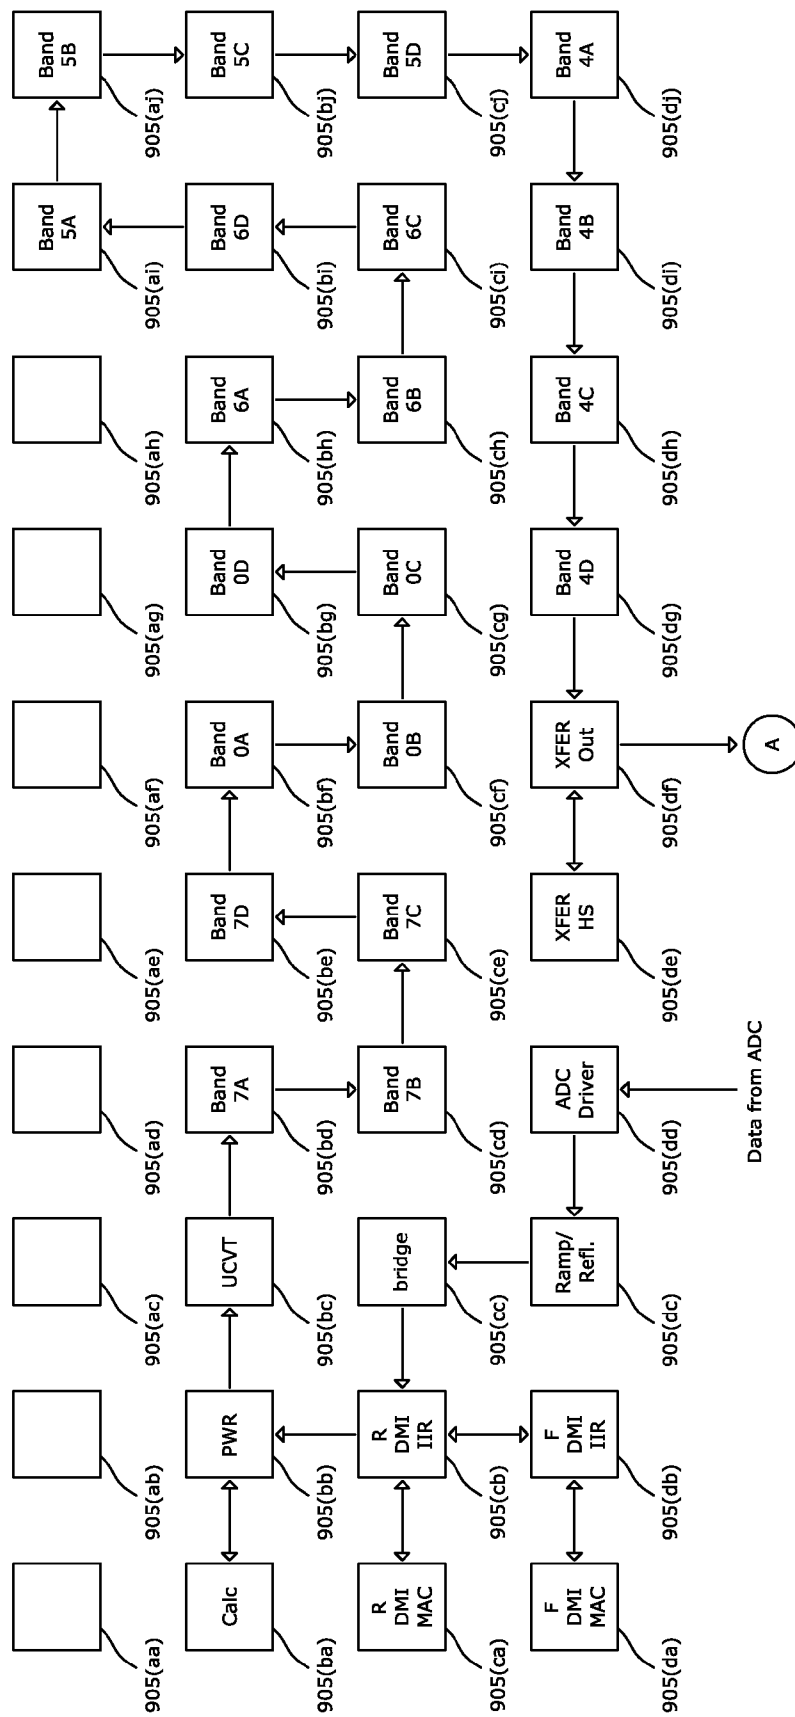 905(aa)
905(ab)
905(ac)
905(ad)
905(ae)
905(af)
905(ag)
905(ah)
Band
5A
905(ai)
Band
5B
905(aj)
Calc
905(ba)
PWR
905(bb)
UCVT
905(bc)
Band
7A
905(bd)
Band
7D
905(be)
Band
0A
905(bf)
Band
0D
905(bg)
Band
6A
905(bh)
Band
6D
905(bi)
Band
5C
905(bj)
R
DMI
MAC
905(ca)
R
DMI
IIR
905(cb)
bridge
905(cc)
Band
7B
905(cd)
Band
7C
905(ce)
Band
0B
905(cf)
Band
0C
905(cg)
Band
6B
905(ch)
Band
6C
905(ci)
Band
5D
905(cj)
F
DMI
MAC
905(da)
F
DMI
IIR
905(db)
Ramp/
Refl.
905(dc)
ADC
Driver
905(dd)
XFER
HS
905(de)
XFER
Out
905(df)
Band
4D
905(dg)
Band
4C
905(dh)
Band
4B
905(di)
Band
4A
905(dj)
Data from ADC
A